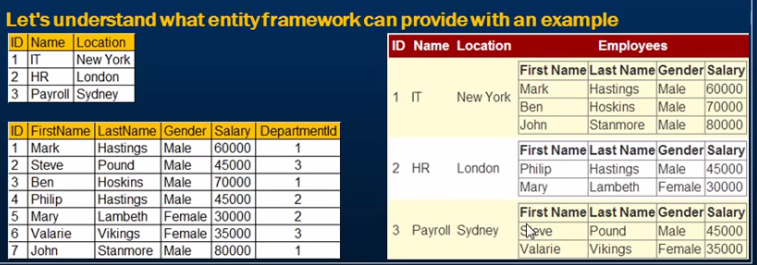 Let's understand what entity framework can provide with an example
ID Name Location
1 IT New York
2 HR London
3 Payroll Sydney
ID FirstName LastName Gender Salary DepartmentId
1 Mark Hastings Male 60000 1
2 Steve Pound Male 45000 3
3 Ben Hoskins Male 70000 1
4 Philip Hastings Male 45000 2
5 Mary Lambeth Female 30000 2
6 Valarie Vikings Female 35000 3
7 John Stanmore Male 80000 1
ID Name Location Employees
First Name Last Name Gender Salary
Mark Hastings Male 60000
1 IT New York
Ben Hoskins Male 70000
John Stanmore Male 80000
First Name Last Name Gender Salary
2 HR London
Philip Hastings Male 45000
Mary Lambeth Female 30000
First Name Last Name Gender Salary
3 Payroll Sydney
Steve Pound Male 45000
Valarie Vikings Female 35000